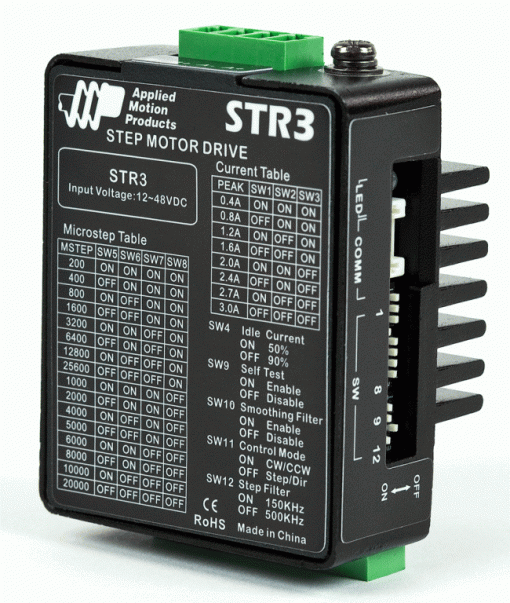 Applied
Motion
Products
STR3
STEP MOTOR DRIVE
STR3
Input Voltage:12~48VDC
Microstep Table
MSTEP SW5 SW6 SW7 SW8
200 ON ON ON ON
400 OFF ON ON ON
800 ON OFF ON ON
1600 OFF OFF ON ON
3200 ON ON OFF ON
6400 OFF ON OFF ON
12800 ON OFF OFF ON
25600 OFF OFF OFF ON
1000 ON ON ON OFF
2000 OFF ON ON OFF
4000 ON OFF ON OFF
5000 OFF OFF ON OFF
6000 ON ON OFF OFF
8000 OFF ON OFF OFF
10000 ON OFF OFF OFF
20000 OFF OFF OFF OFF
Current Table
PEAK SW1 SW2 SW3
0.4A ON ON ON
0.8A OFF ON ON
1.2A ON OFF ON
1.6A OFF OFF ON
2.0A ON ON OFF
2.4A OFF ON OFF
2.7A ON OFF OFF
3.0A OFF OFF OFF
SW4 Idle Current
ON 50%
OFF 90%
SW9 Self Test
ON Enable
OFF Disable
SW10 Smoothing Filter
ON Enable
OFF Disable
SW11 Control Mode
ON CW/CCW
OFF Step/Dir
SW12 Step Filter
ON 150KHz
OFF 500KHz
CE
RoHS Made in China
LED
COMM
1
SW
8
9
12
ON ↔ OFF